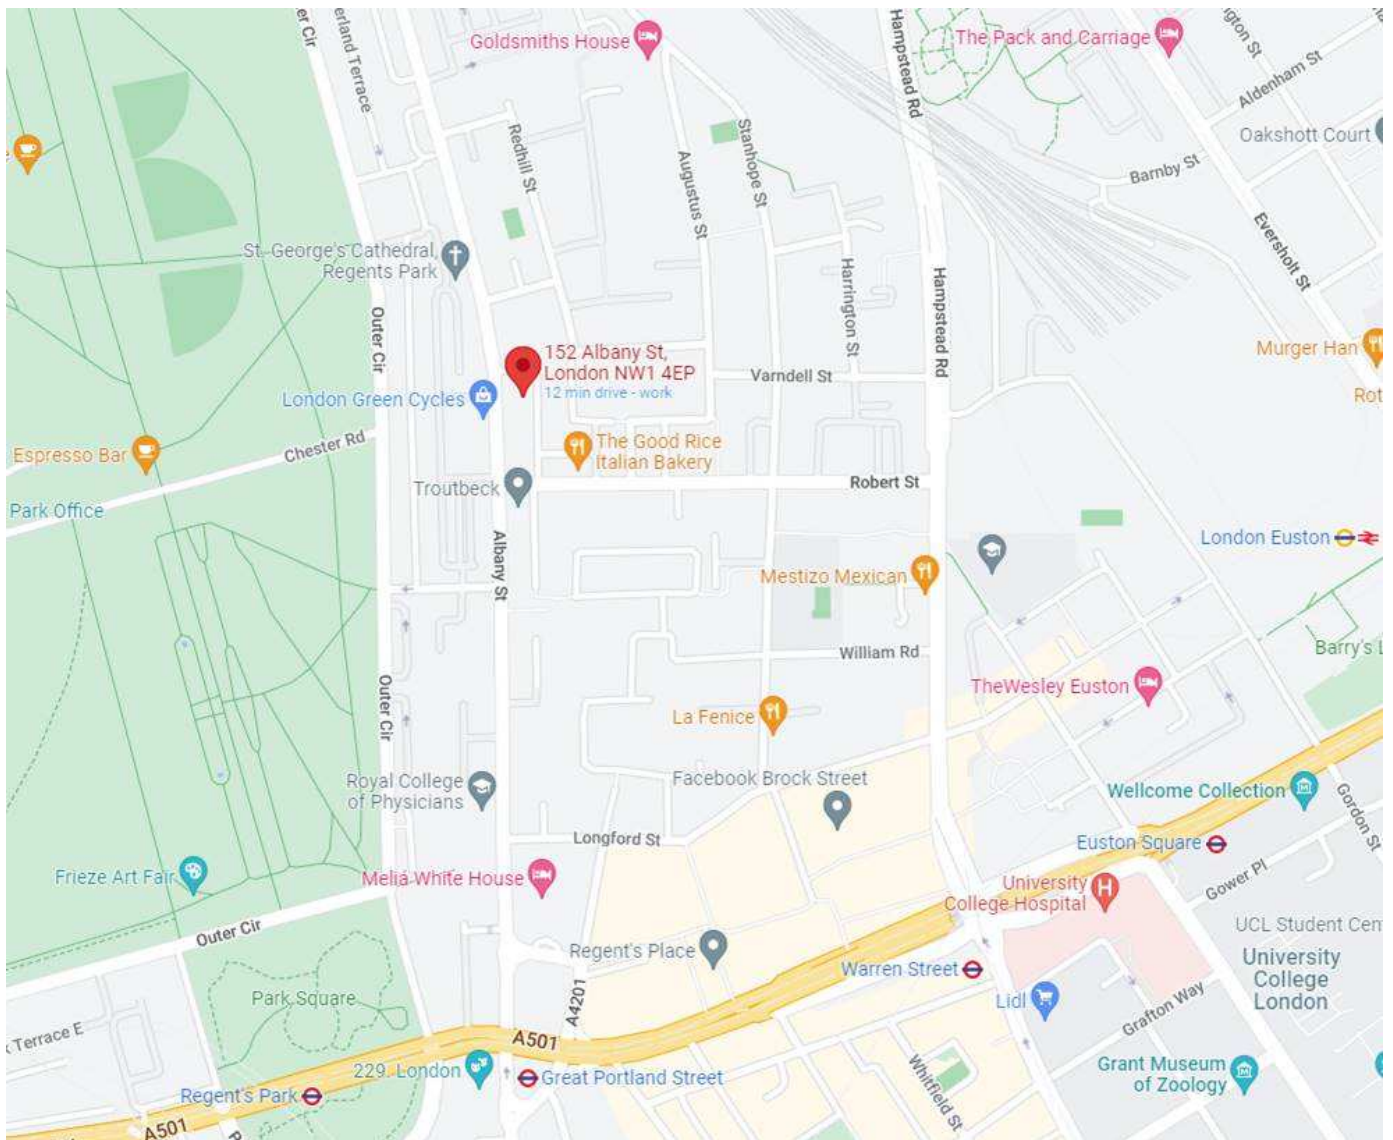 Outer Cir
erland Terrace
Goldsmiths House
Hampstead Rd
The Pack and Carriage
ngton St
Aldenham St
Oakshott Court
Redhill St
Stanhope St
Augustus St
Barnby St
Eversholt St
St. George's Cathedral,
Regents Park
Harrington St
Hampstead Rd
Outer Cir
152 Albany St,
London NW1 4EP
12 min drive - work
Varndell St
Murger Han
Rot
London Green Cycles
Chester Rd
Espresso Bar
The Good Rice
Italian Bakery
Troutbeck
Robert St
Park Office
Albany St
London Euston
Mestizo Mexican
William Rd
Barry's L
Outer Cir
TheWesley Euston
La Fenice
Royal College
of Physicians
Facebook Brock Street
Wellcome Collection
Gordon St
Longford St
Euston Square
Frieze Art Fair
Meliá White House
University
College Hospital
Gower Pl
Outer Cir
UCL Student Cen
Regent's Place
University
College
London
Warren Street
Park Square
A4201
Lidl
Grafton Way
Terrace E
A501
229. London
Great Portland Street
Whitfield St
Grant Museum
of Zoology
Regent's Park
A501